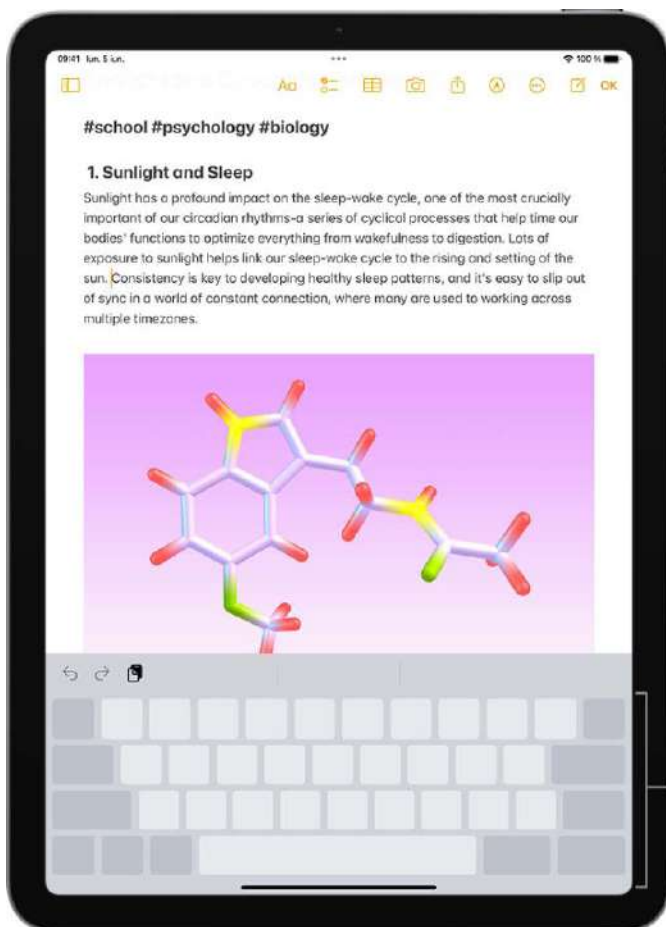 09:41 lun. 5 iun.
100 %
Aa
OK
#school #psychology #biology
1. Sunlight and Sleep
Sunlight has a profound impact on the sleep-wake cycle, one of the most crucially
important of our circadian rhythms-a series of cyclical processes that help time our
bodies' functions to optimize everything from wakefulness to digestion. Lots of
exposure to sunlight helps link our sleep-wake cycle to the rising and setting of the
sun. Consistency is key to developing healthy sleep patterns, and it's easy to slip out
of sync in a world of constant connection, where many are used to working across
multiple timezones.